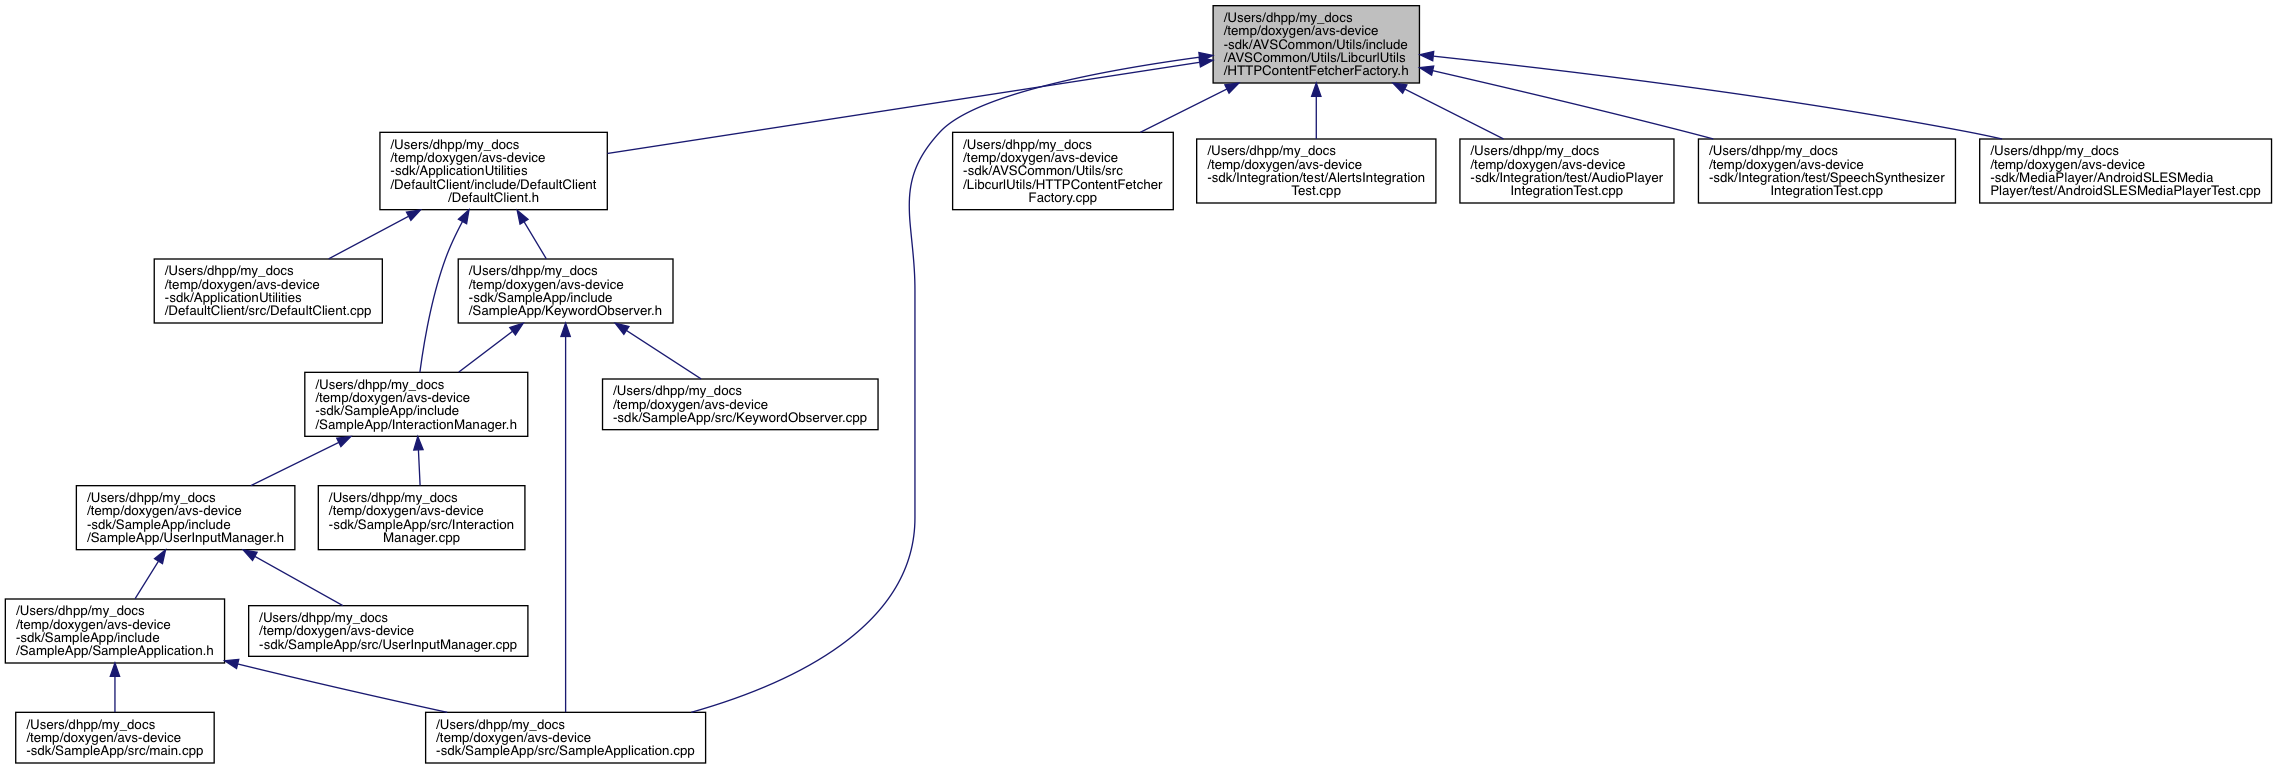 /Users/dhpp/my_docs
/temp/doxygen/avs-device
-sdk/AVSCommon/Utils/include
/AVSCommon/Utils/LibcurlUtils
/HTTPContentFetcherFactory.h
/Users/dhpp/my_docs
/temp/doxygen/avs-device
-sdk/ApplicationUtilities
/DefaultClient/include/DefaultClient
/DefaultClient.h
/Users/dhpp/my_docs
/temp/doxygen/avs-device
-sdk/AVSCommon/Utils/src
/LibcurlUtils/HTTPContentFetcher
Factory.cpp
/Users/dhpp/my_docs
/temp/doxygen/avs-device
-sdk/Integration/test/AlertsIntegration
Test.cpp
/Users/dhpp/my_docs
/temp/doxygen/avs-device
-sdk/Integration/test/AudioPlayer
IntegrationTest.cpp
/Users/dhpp/my_docs
/temp/doxygen/avs-device
-sdk/Integration/test/SpeechSynthesizer
IntegrationTest.cpp
/Users/dhpp/my_docs
/temp/doxygen/avs-device
-sdk/MediaPlayer/AndroidSLESMedia
Player/test/AndroidSLESMediaPlayerTest.cpp
/Users/dhpp/my_docs
/temp/doxygen/avs-device
-sdk/ApplicationUtilities
/DefaultClient/src/DefaultClient.cpp
/Users/dhpp/my_docs
/temp/doxygen/avs-device
-sdk/SampleApp/include
/SampleApp/KeywordObserver.h
/Users/dhpp/my_docs
/temp/doxygen/avs-device
-sdk/SampleApp/include
/SampleApp/InteractionManager.h
/Users/dhpp/my_docs
/temp/doxygen/avs-device
-sdk/SampleApp/src/KeywordObserver.cpp
/Users/dhpp/my_docs
/temp/doxygen/avs-device
-sdk/SampleApp/include
/SampleApp/UserInputManager.h
/Users/dhpp/my_docs
/temp/doxygen/avs-device
-sdk/SampleApp/src/Interaction
Manager.cpp
/Users/dhpp/my_docs
/temp/doxygen/avs-device
-sdk/SampleApp/include
/SampleApp/SampleApplication.h
/Users/dhpp/my_docs
/temp/doxygen/avs-device
-sdk/SampleApp/src/UserInputManager.cpp
/Users/dhpp/my_docs
/temp/doxygen/avs-device
-sdk/SampleApp/src/main.cpp
/Users/dhpp/my_docs
/temp/doxygen/avs-device
-sdk/SampleApp/src/SampleApplication.cpp